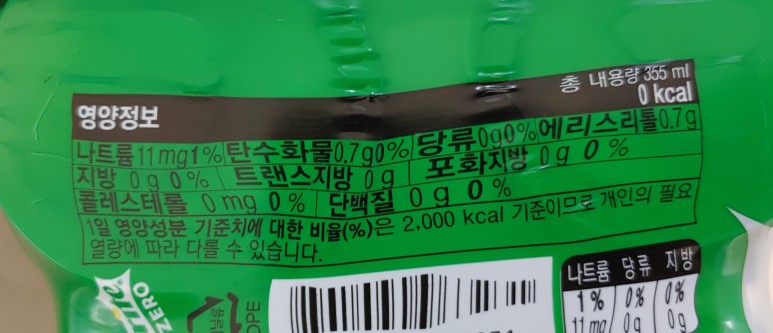 총 내용량 355 ml
영양정보 0 kcal
나트륨 11 mg 1% 탄수화물 0.7 g 0% 당류 0 g 0% 에리스리톨 0.7 g
지방 0 g 0% 트랜스지방 0 g 포화지방 0 g 0%
콜레스테롤 0 mg 0% 단백질 0 g 0%
1일 영양성분 기준치에 대한 비율(%)은 2,000 kcal 기준이므로 개인의 필요
열량에 따라 다를 수 있습니다.
나트륨 당류 지방
1% 0% 0%
11 mg 0 g 0 g
ZERO